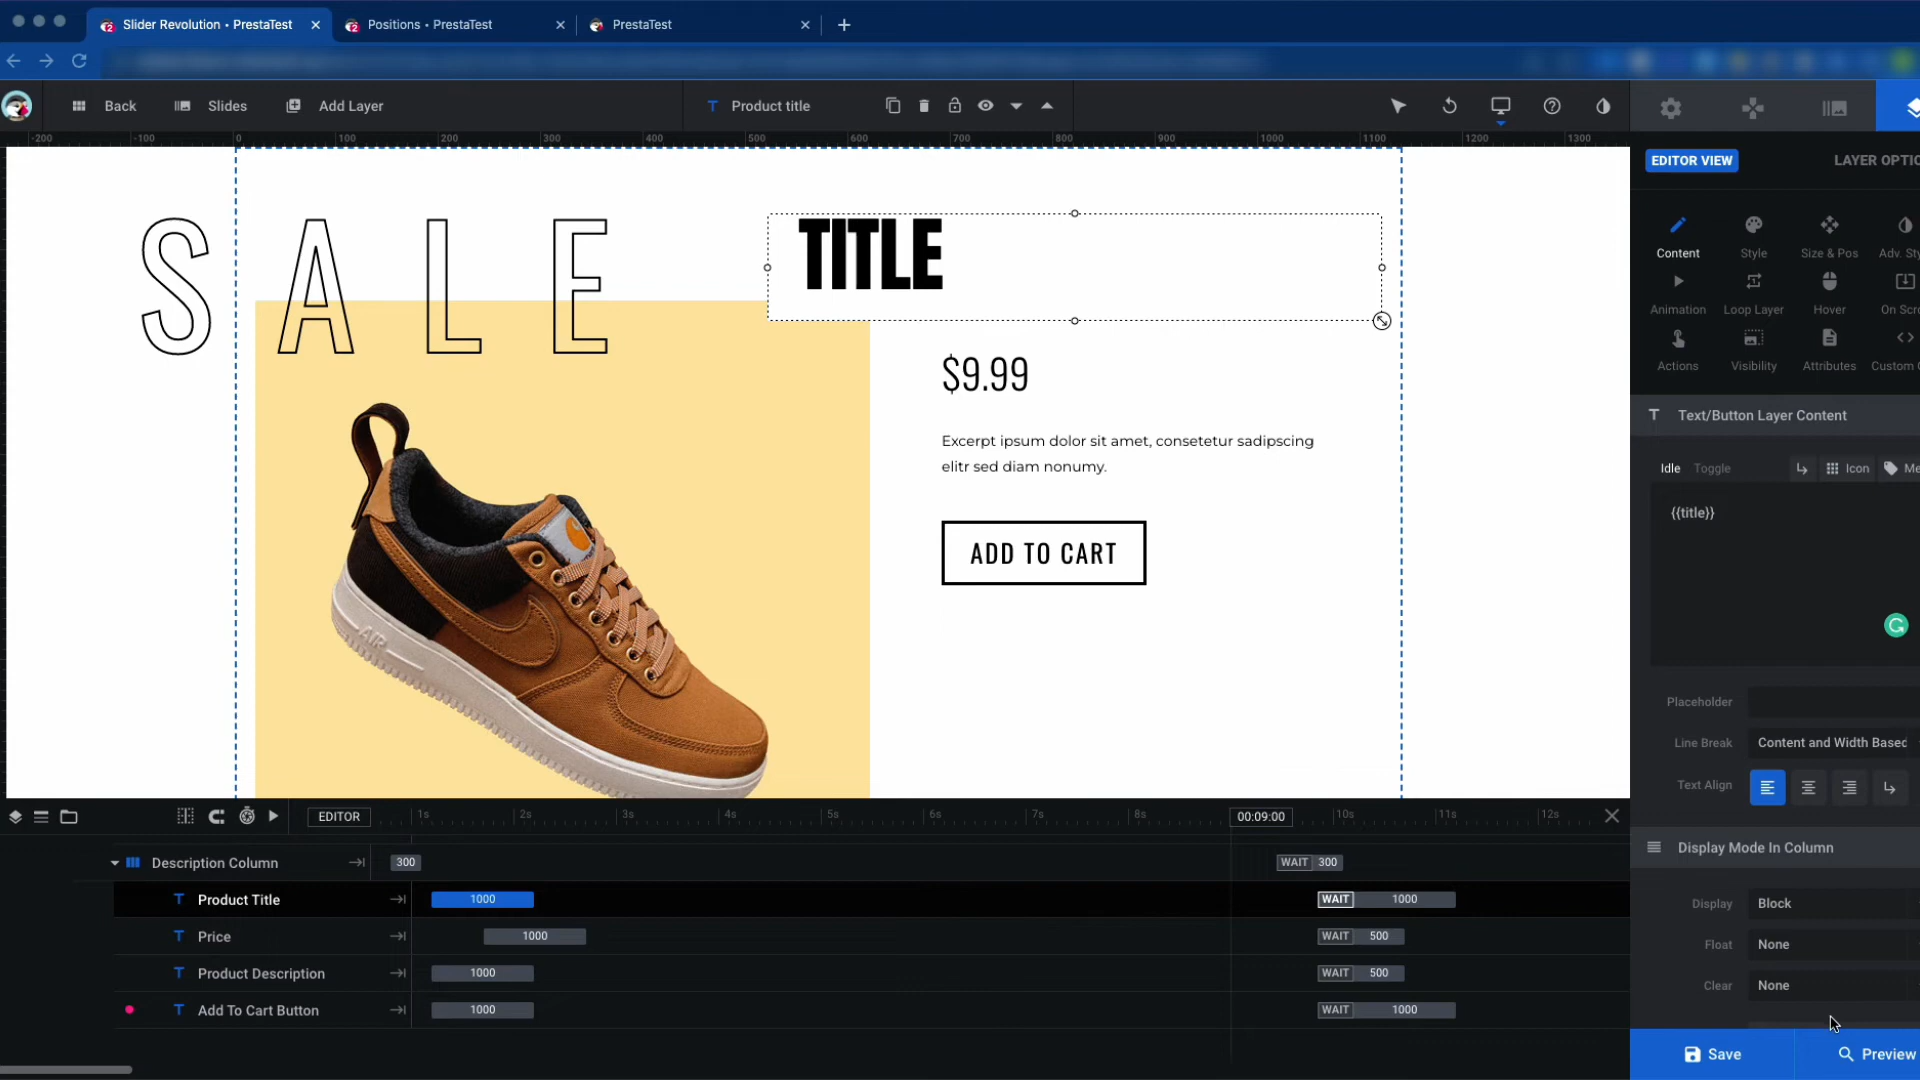 Slider Revolution • PrestaTest
Positions • PrestaTest
PrestaTest
Back
Slides
Add Layer
Product title
-200
-100
0
100
200
300
400
500
600
700
800
900
1000
1100
1200
1300
EDITOR VIEW
LAYER OPTIO
SALE
TITLE
$9.99
Excerpt ipsum dolor sit amet, consetetur sadipscing
elitr sed diam nonumy.
ADD TO CART
AIR
Content
Style
Size & Pos
Adv. Sty
Animation
Loop Layer
Hover
On Scro
Actions
Visibility
Attributes
Custom C
Text/Button Layer Content
Idle
Toggle
Icon
Me
{{title}}
Placeholder
Line Break
Content and Width Based
Text Align
Display Mode In Column
Display
Block
Float
None
Clear
None
Save
Preview
EDITOR
1s
2s
3s
4s
5s
6s
7s
8s
00:09:00
10s
11s
12s
Description Column
300
WAIT 300
Product Title
1000
WAIT 1000
Price
1000
WAIT 500
Product Description
1000
WAIT 500
Add To Cart Button
1000
WAIT 1000